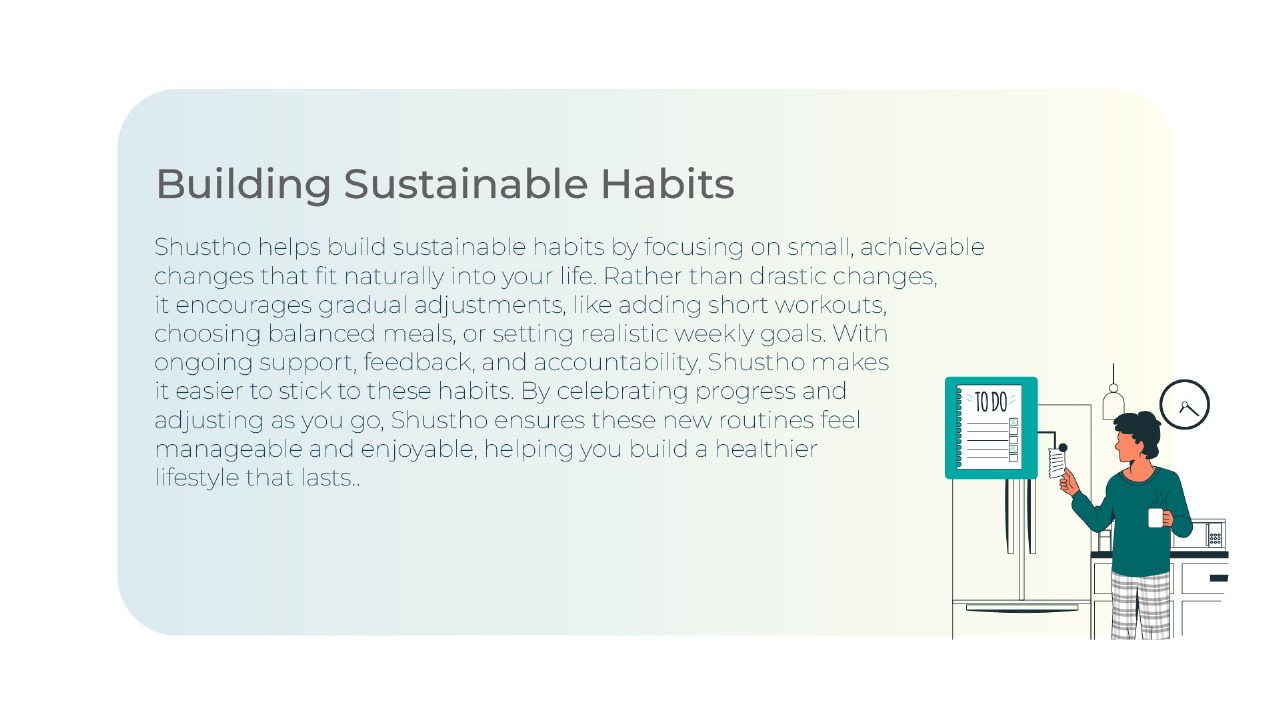 Building Sustainable Habits
Shustho helps build sustainable habits by focusing on small, achievable
changes that fit naturally into your life. Rather than drastic changes,
it encourages gradual adjustments, like adding short workouts,
choosing balanced meals, or setting realistic weekly goals. With
ongoing support, feedback, and accountability, Shustho makes
it easier to stick to these habits. By celebrating progress and
adjusting as you go, Shustho ensures these new routines feel
manageable and enjoyable, helping you build a healthier
lifestyle that lasts..
TO DO